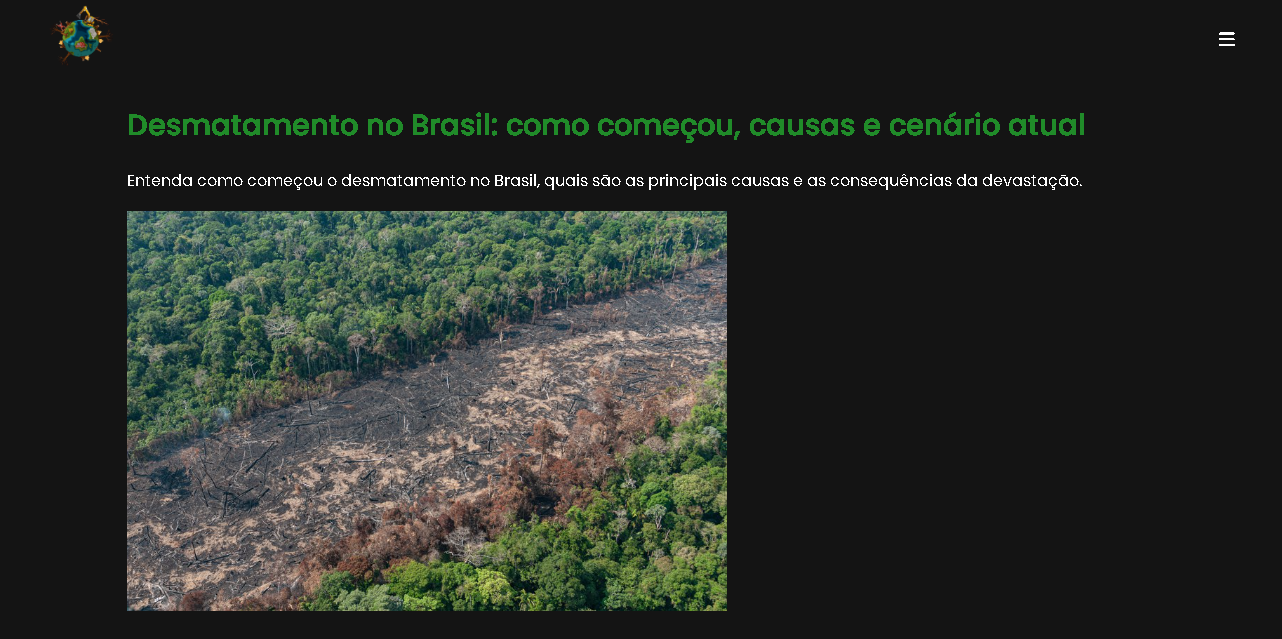 Desmatamento no Brasil: como começou, causas e cenário atual
Entenda como começou o desmatamento no Brasil, quais são as principais causas e as consequências da devastação.